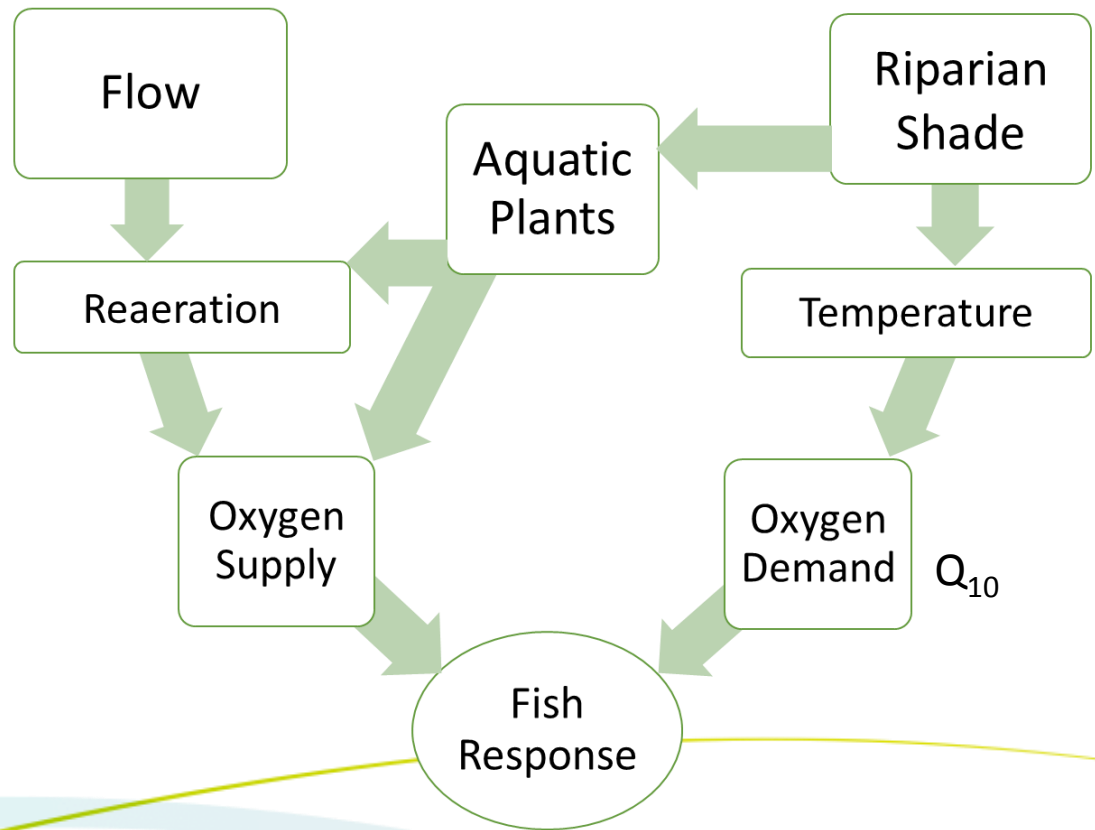 Flow
Riparian
Shade
Aquatic
Plants
Reaeration
Temperature
Oxygen
Supply
Oxygen
Demand
Q₁₀
Fish
Response